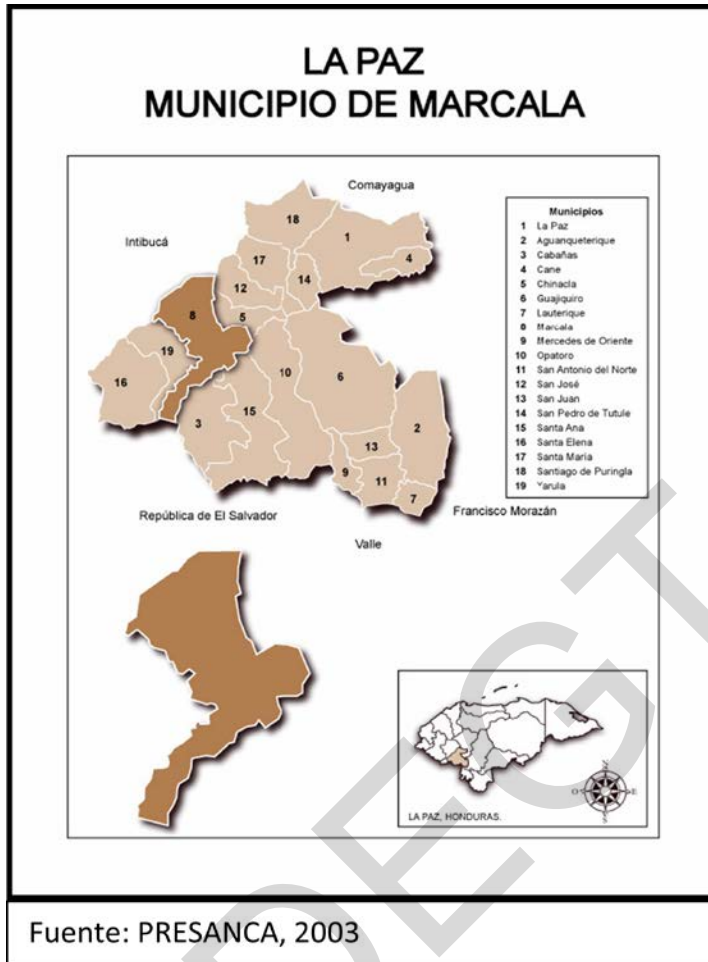 LA PAZ
MUNICIPIO DE MARCALA
Comayagua
Intibucá
18
1
17
4
12
14
8
5
19
16
10
6
3
15
2
13
9
11
7
República de El Salvador
Francisco Morazán
Valle
Municipios
1 La Paz
2 Aguanqueterique
3 Cabañas
4 Cane
5 Chinacla
6 Guajiquiro
7 Lauterique
8 Marcala
9 Mercedes de Oriente
10 Opatoro
11 San Antonio del Norte
12 San José
13 San Juan
14 San Pedro de Tutule
15 Santa Ana
16 Santa Elena
17 Santa María
18 Santiago de Puringla
19 Yarula
N
O
E
S
LA PAZ, HONDURAS.
Fuente: PRESANCA, 2003
DEGT